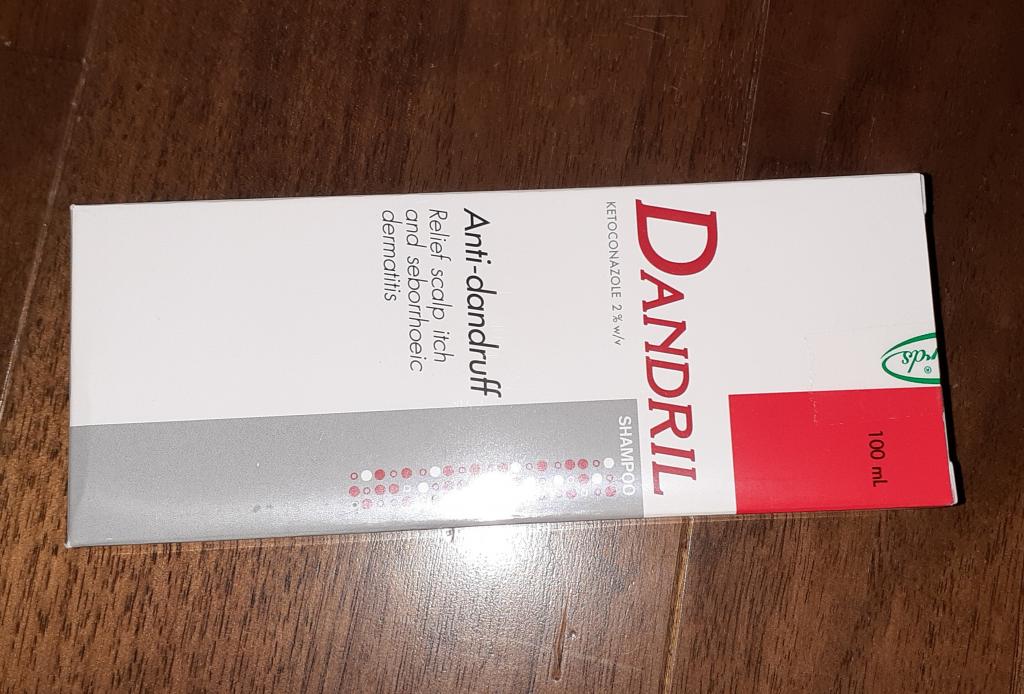 100 mL
DANDRIL
KETOCONAZOLE 2% w/v
SHAMPOO
Anti-dandruff
Relief scalp itch
and seborrhoeic
dermatitis